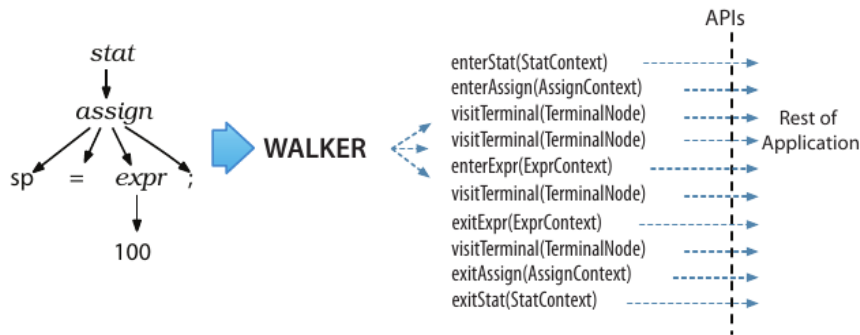 stat
assign
sp = expr ;
100
WALKER
APIs
enterStat(StatContext)
enterAssign(AssignContext)
visitTerminal(TerminalNode)
visitTerminal(TerminalNode)
enterExpr(ExprContext)
visitTerminal(TerminalNode)
exitExpr(ExprContext)
visitTerminal(TerminalNode)
exitAssign(AssignContext)
exitStat(StatContext)
Rest of
Application